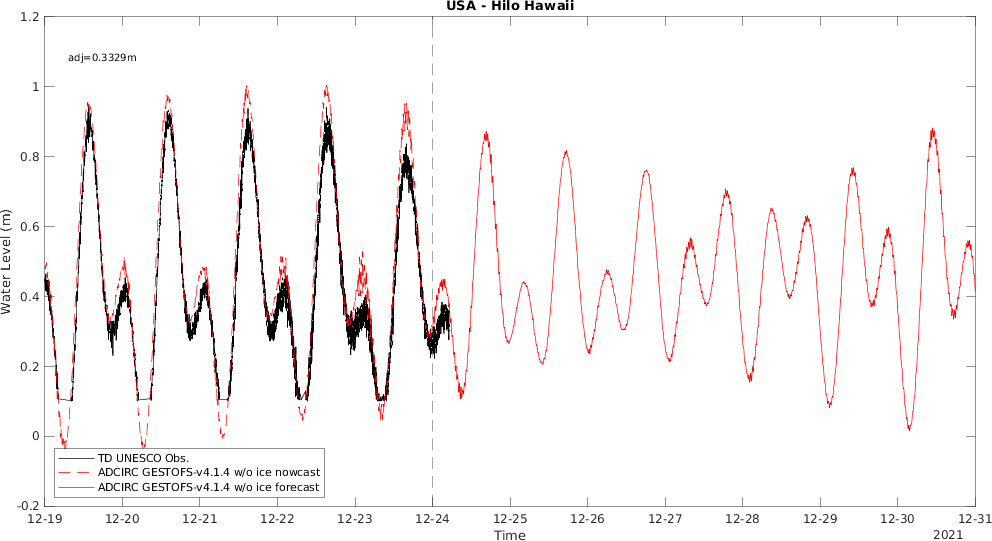 USA - Hilo Hawaii
adj=0.3329m
Water Level (m)
1.2
1
0.8
0.6
0.4
0.2
0
-0.2
TD UNESCO Obs.
ADCIRC GESTOFS-v4.1.4 w/o ice nowcast
ADCIRC GESTOFS-v4.1.4 w/o ice forecast
12-19 12-20 12-21 12-22 12-23 12-24 12-25 12-26 12-27 12-28 12-29 12-30 12-31
Time
2021